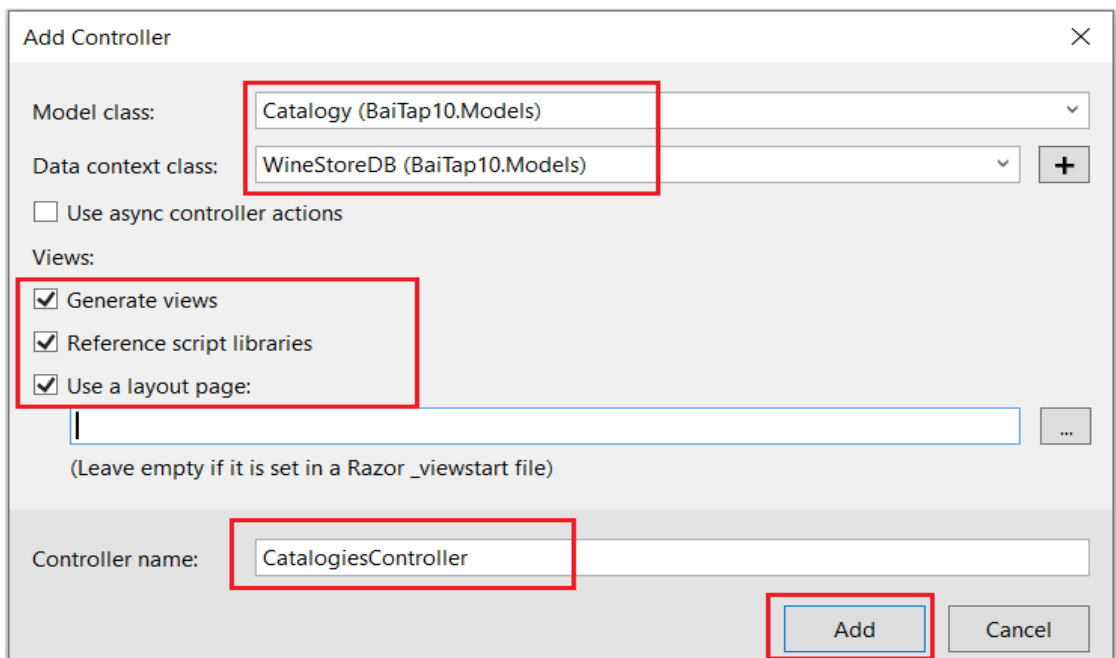 Add Controller
Model class: Catalogy (BaiTap10.Models)
Data context class: WineStoreDB (BaiTap10.Models) +
Use async controller actions
Views:
Generate views
Reference script libraries
Use a layout page:
...
(Leave empty if it is set in a Razor _viewstart file)
Controller name: CatalogiesController
Add Cancel